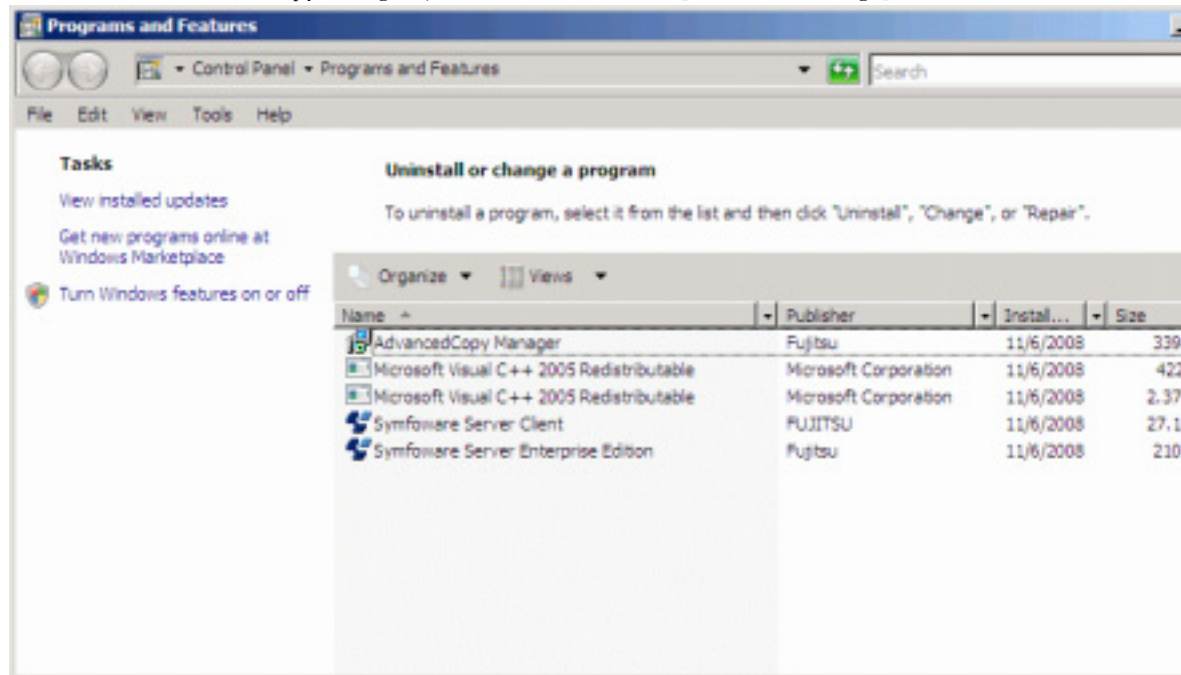 Programs and Features
Control Panel Programs and Features
Search
File Edit View Tools Help
Tasks
View installed updates
Get new programs online at
Windows Marketplace
Turn Windows features on or off
Uninstall or change a program
To uninstall a program, select it from the list and then click "Uninstall", "Change", or "Repair".
Organize Views
Name Publisher Install... Size
AdvancedCopy Manager Fujitsu 11/6/2008 339
Microsoft Visual C++ 2005 Redistributable Microsoft Corporation 11/6/2008 422
Microsoft Visual C++ 2005 Redistributable Microsoft Corporation 11/6/2008 2.37
Symfoware Server Client FUJITSU 11/6/2008 27.1
Symfoware Server Enterprise Edition Fujitsu 11/6/2008 210